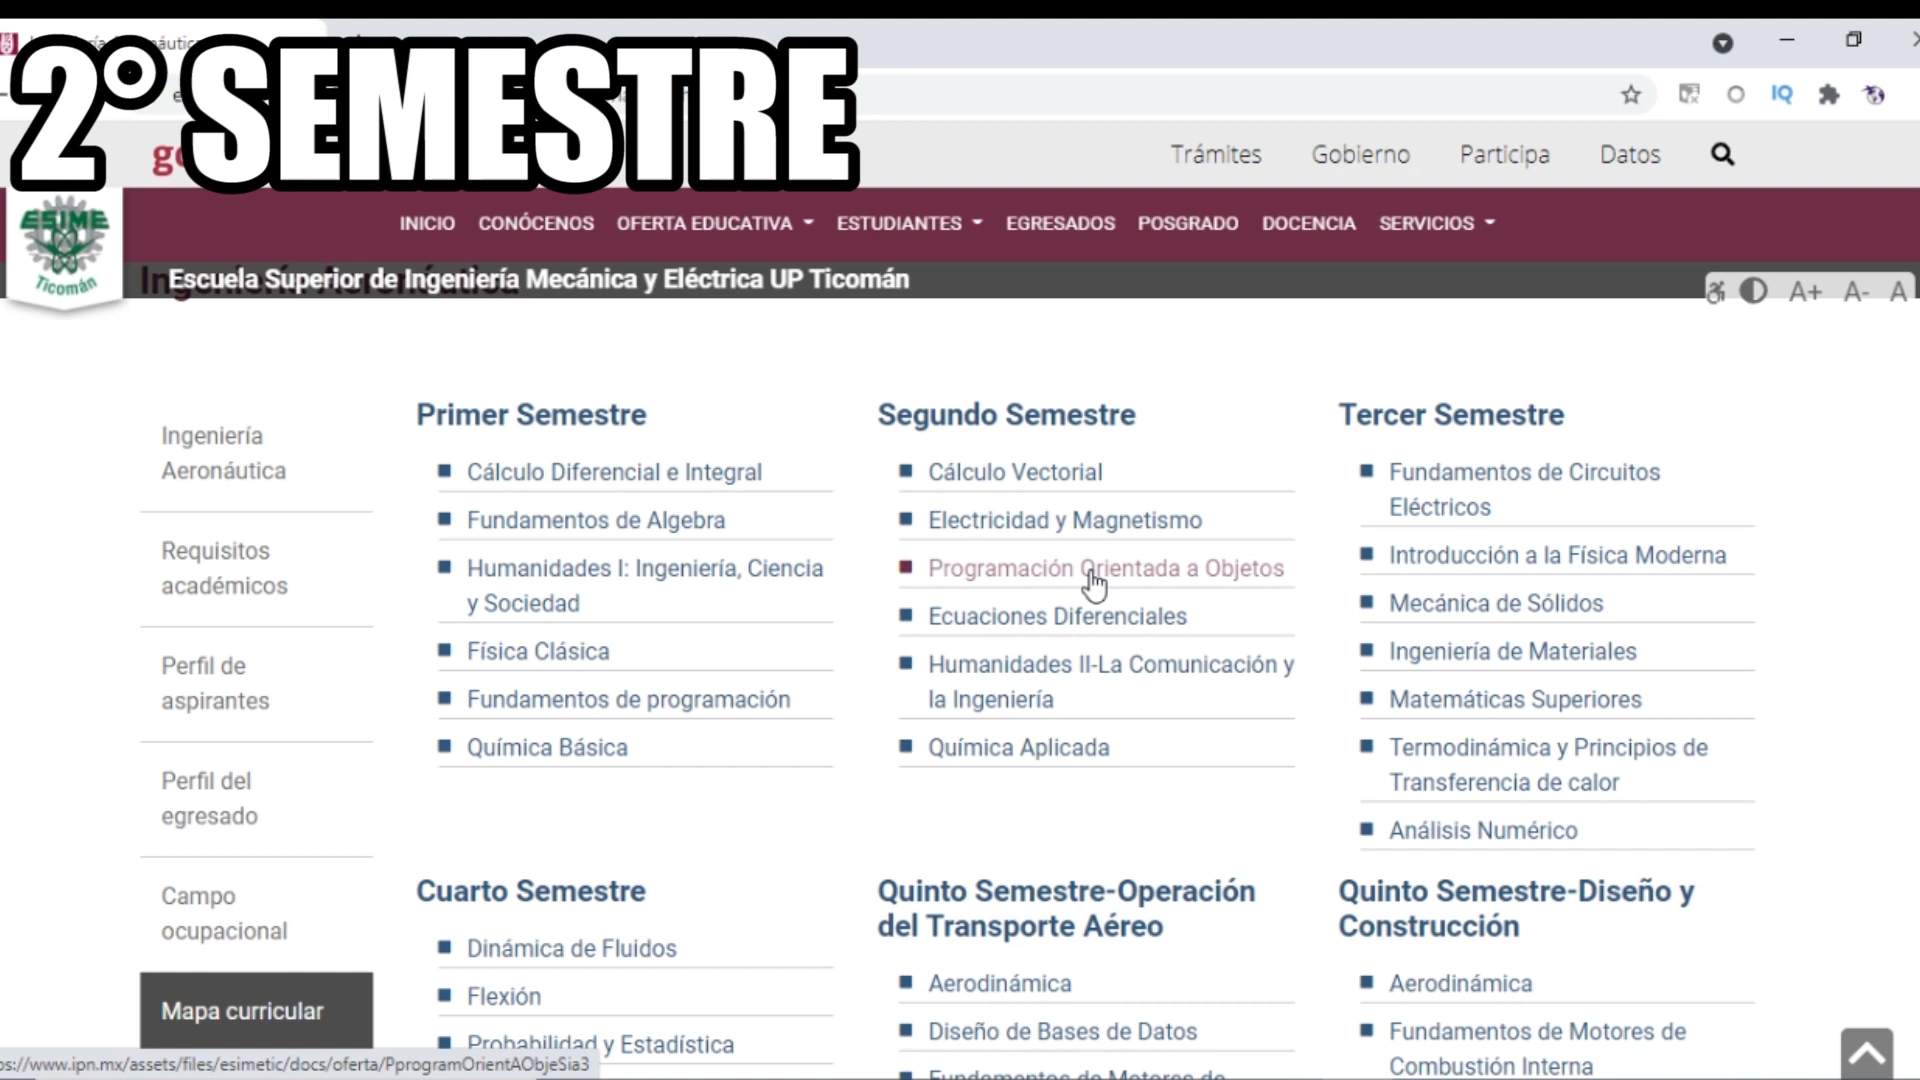 2° SEMESTRE
Trámites Gobierno Participa Datos
INICIO CONÓCENOS OFERTA EDUCATIVA ESTUDIANTES EGRESADOS POSGRADO DOCENCIA SERVICIOS
ESIME
Ticomán
Escuela Superior de Ingeniería Mecánica y Eléctrica UP Ticomán
A+ A- A
IQ
Ingeniería
Aeronáutica
Requisitos
académicos
Perfil de
aspirantes
Perfil del
egresado
Campo
ocupacional
Mapa curricular
Primer Semestre
Cálculo Diferencial e Integral
Fundamentos de Algebra
Humanidades I: Ingeniería, Ciencia
y Sociedad
Física Clásica
Fundamentos de programación
Química Básica
Segundo Semestre
Cálculo Vectorial
Electricidad y Magnetismo
Programación Orientada a Objetos
Ecuaciones Diferenciales
Humanidades II-La Comunicación y
la Ingeniería
Química Aplicada
Tercer Semestre
Fundamentos de Circuitos
Eléctricos
Introducción a la Física Moderna
Mecánica de Sólidos
Ingeniería de Materiales
Matemáticas Superiores
Termodinámica y Principios de
Transferencia de calor
Análisis Numérico
Cuarto Semestre
Dinámica de Fluidos
Flexión
Probabilidad y Estadística
Quinto Semestre-Operación
del Transporte Aéreo
Aerodinámica
Diseño de Bases de Datos
Fundamentos de Motores de
Quinto Semestre-Diseño y
Construcción
Aerodinámica
Fundamentos de Motores de
Combustión Interna
ps://www.ipn.mx/assets/files/esimetic/docs/oferta/PprogramOrientAObjeSia3